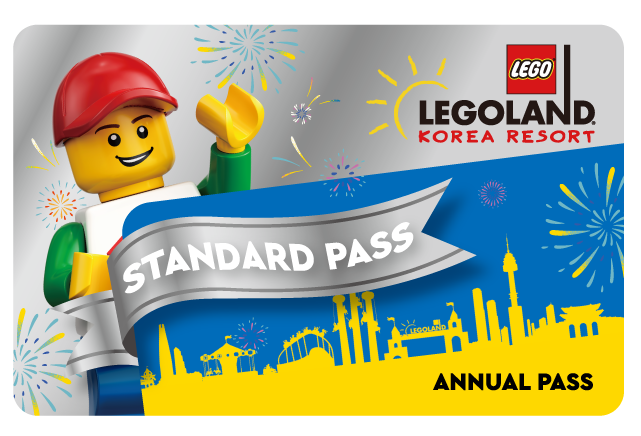 LEGO
LEGOLAND
KOREA RESORT
STANDARD PASS
LEGOLAND
ANNUAL PASS